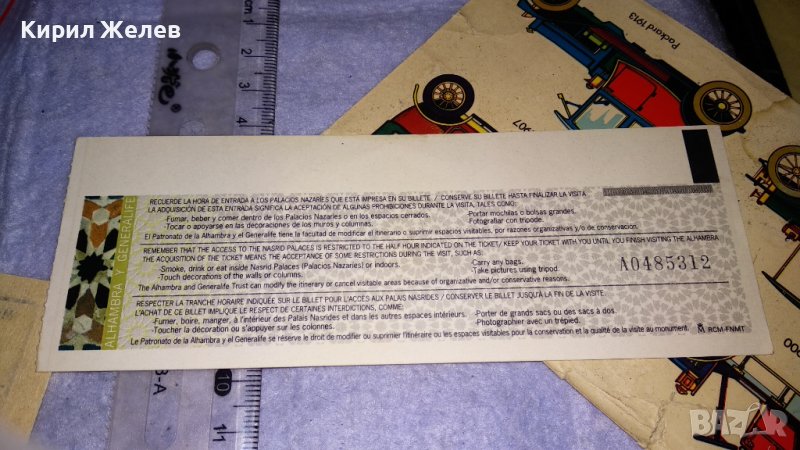 Кирил Желев
Packard 1913
1907
ALHAMBRA Y GENERALIFE
RECUERDE LA HORA DE ENTRADA A LOS PALACIOS NAZARÍES QUE ESTA IMPRESA EN SU BILLETE / CONSERVE SU BILLETE HASTA FINALIZAR LA VISITA
LA ADQUISICIÓN DE ESTA ENTRADA SIGNIFICA LA ACEPTACIÓN DE ALGUNAS PROHIBICIONES DURANTE LA VISITA, TALES COMO:
-Fumar, beber y comer dentro de los Palacios Nazaríes o en los espacios cerrados. -Portar mochilas o bolsas grandes.
-Tocar o apoyarse en las decoraciones de los muros y columnas. -Fotografiar con trípode.
El Patronato de la Alhambra y el Generalife tiene la facultad de modificar el itinerario o suprimir espacios visitables, por razones organizativas y/o de conservación.
REMEMBER THAT THE ACCESS TO THE NASRID PALACES IS RESTRICTED TO THE HALF HOUR INDICATED ON THE TICKET/ KEEP YOUR TICKET WITH YOU UNTIL YOU FINISH VISITING THE ALHAMBRA
THE ACQUISITION OF THE TICKET MEANS THE ACCEPTANCE OF SOME RESTRICTIONS DURING THE VISIT, SUCH AS:
-Smoke, drink or eat inside Nasrid Palaces (Palacios Nazaríes) or indoors. -Carry any bags.
-Touch decorations of the walls or columns. -Take pictures using tripod.
The Alhambra and Generalife Trust can modify the itinerary or cancel visitable areas because of organizative and/or conservative reasons.
A0485312
RESPECTER LA TRANCHE HORAIRE INDIQUÉE SUR LE BILLET POUR L'ACCÉS AUX PALAIS NASRIDES / CONSERVER LE BILLET JUSQU'À LA FIN DE LA VISITE
L'ACHAT DE CE BILLET IMPLIQUE LE RESPECT DE CERTAINES INTERDICTIONS, COMME:
-Fumer, boire, manger, à l'intérieur des Palais Nasrides et dans les autres espaces intérieurs. -Porter de grands sacs ou des sacs à dos.
-Toucher la décoration ou s'appuyer sur les colonnes. -Photographier avec un trépied.
Le Patronato de la Alhambra y el Generalife se réserve le droit de modifier ou suprimer l'itinéraire ou les espaces visitables pour la conservation et la qualité de la visite au monument. RCM-FNMT
BAZAR